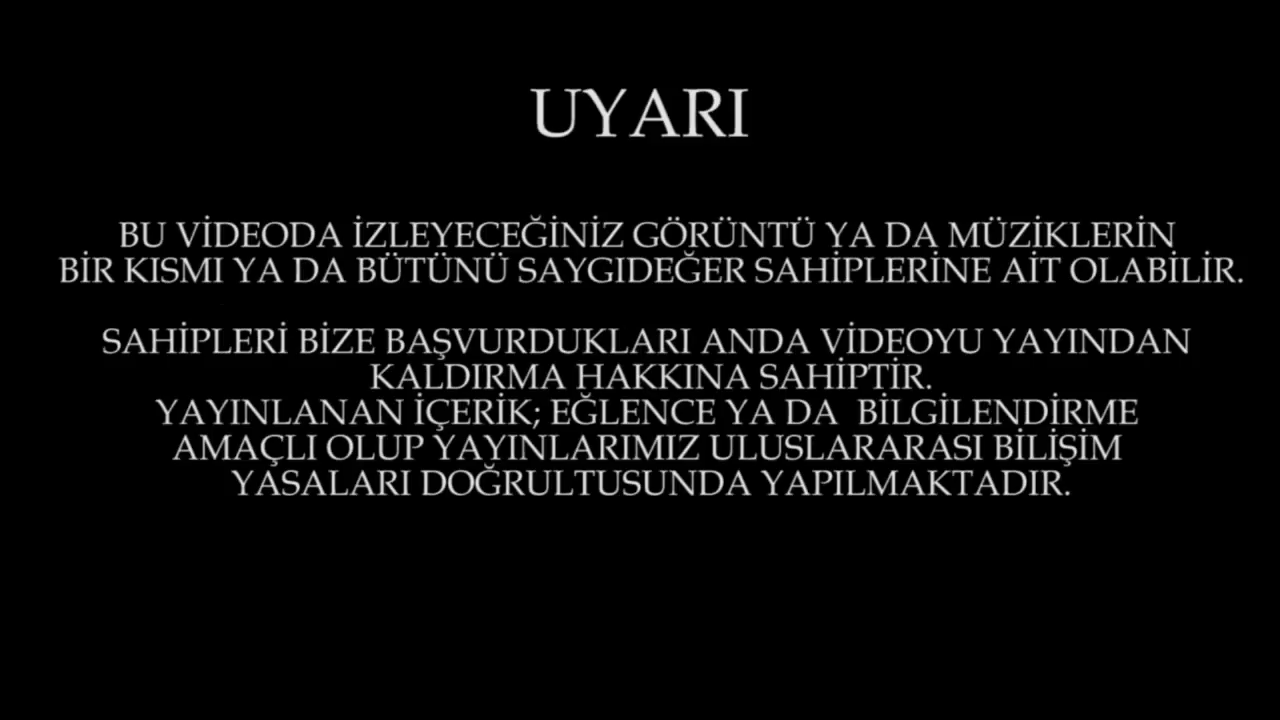 UYARI
BU VİDEODA İZLEYECEĞİNİZ GÖRÜNTÜ YA DA MÜZİKLERİN
BİR KISMI YA DA BÜTÜNÜ SAYGIDEĞER SAHİPLERİNE AİT OLABİLİR.
SAHİPLERİ BİZE BAŞVURDUKLARI ANDA VİDEOYU YAYINDAN
KALDIRMA HAKKINA SAHİPTİR.
YAYINLANAN İÇERİK; EĞLENCE YA DA  BİLGİLENDİRME
AMAÇLI OLUP YAYINLARIMIZ ULUSLARARASI BİLİŞİM
YASALARI DOĞRULTUSUNDA YAPILMAKTADIR.